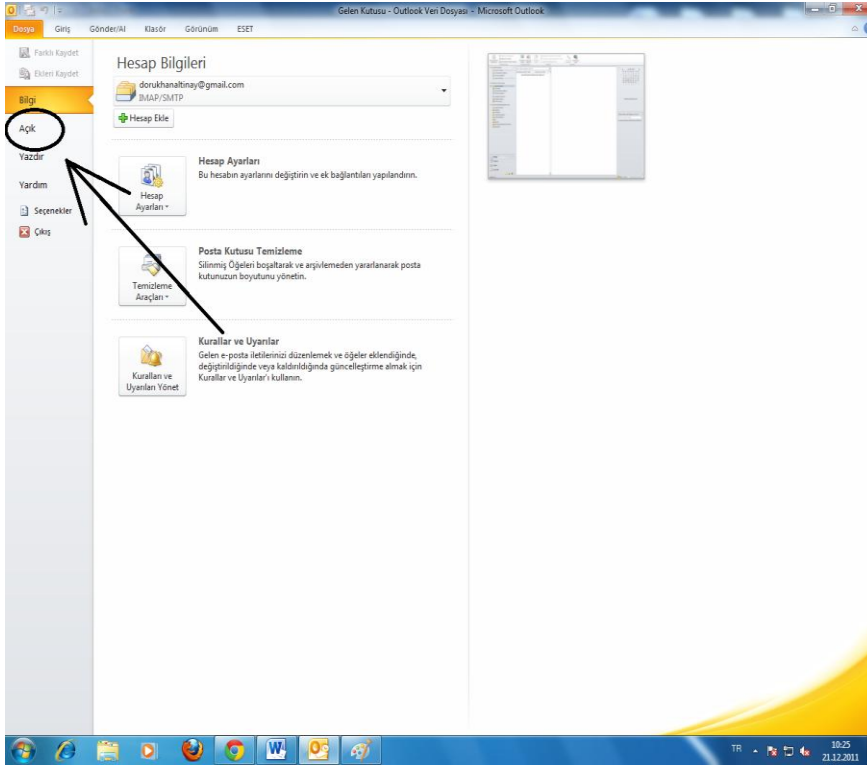 Gelen Kutusu - Outlook Veri Dosyası - Microsoft Outlook
Dosya Giriş Gönder/Al Klasör Görünüm ESET
Farklı Kaydet
Ekleri Kaydet
Bilgi
Açık
Yazdır
Yardım
Seçenekler
Çıkış
Hesap Bilgileri
dorukhanaltinay@gmail.com
IMAP/SMTP
Hesap Ekle
Hesap
Ayarları
Hesap Ayarları
Bu hesabın ayarlarını değiştirin ve ek bağlantıları yapılandırın.
Temizleme
Araçları
Posta Kutusu Temizleme
Silinmiş Öğeleri boşaltarak ve arşivlemeden yararlanarak posta
kutunuzun boyutunu yönetin.
Kuralları ve
Uyarıları Yönet
Kurallar ve Uyarılar
Gelen e-posta iletilerinizi düzenlemek ve öğeler eklendiğinde,
değiştirildiğinde veya kaldırıldığında güncelleştirme almak için
Kurallar ve Uyarılar'ı kullanın.
TR
10:25
21.12.2011